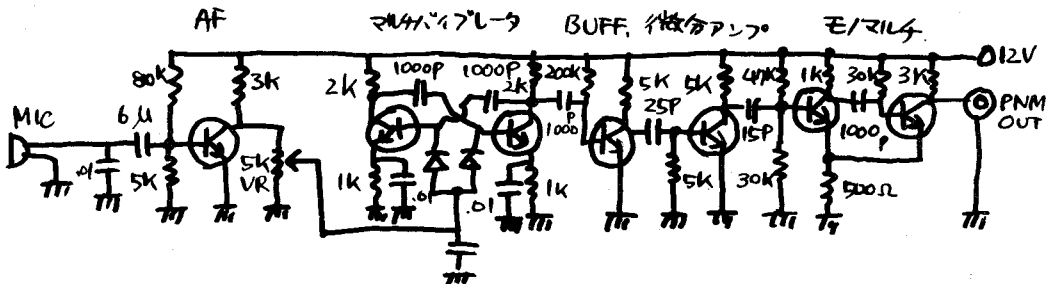 AF マルチバイブレータ BUFF. 微分アンプ モノマルチ
12V
80K 3K 2K 1000P 1000P 2K 200K 5K 5K 47K 1K 30K 3K
MIC 6μ 1000P 25P 15P 1000P PNM OUT
.01 5K 5K VR 1K .01 .01 1K 5K 30K 500Ω